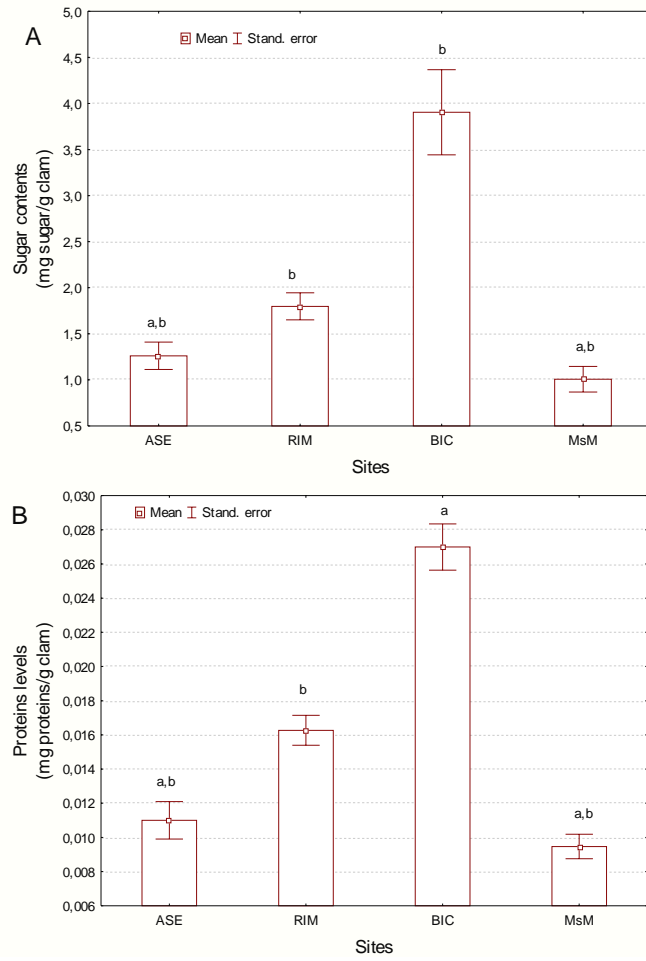 A
Mean Stand. error
5,0
4,5
4,0
3,5
3,0
2,5
2,0
1,5
1,0
0,5
Sugar contents
(mg sugar/g clam)
a,b
b
b
a,b
ASE RIM BIC MsM
Sites
B
Mean Stand. error
0,030
0,028
0,026
0,024
0,022
0,020
0,018
0,016
0,014
0,012
0,010
0,008
0,006
Proteins levels
(mg proteins/g clam)
a,b
b
a
a,b
ASE RIM BIC MsM
Sites